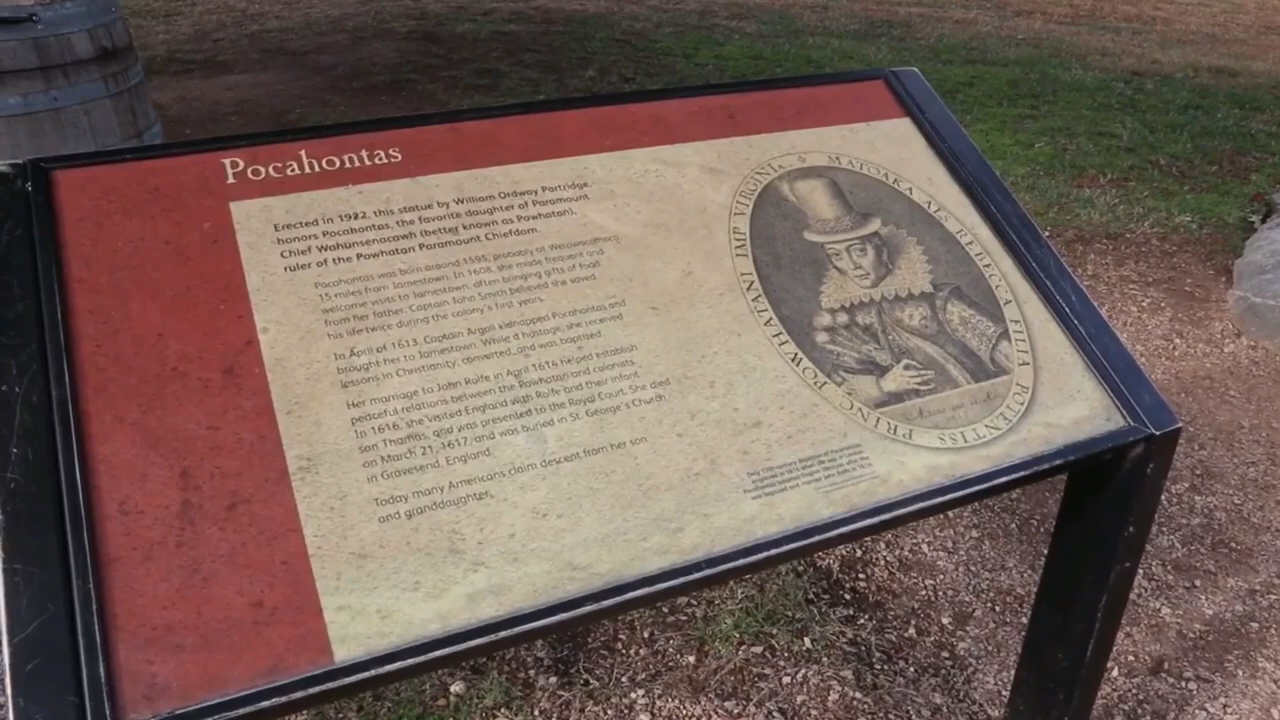 Pocahontas
Erected in 1922, this statue by William Ordway Partridge,
honors Pocahontas, the favorite daughter of Paramount
Chief Wahunsenacawh (better known as Powhatan),
ruler of the Powhatan Paramount Chiefdom.
Pocahontas was born around 1595, probably at Werowocomoco,
15 miles from Jamestown. In 1608, she made frequent and
welcome visits to Jamestown, often bringing gifts of food
from her father. Captain John Smith believed she saved
his life twice during the colony's first years.
In April of 1613, Captain Argall kidnapped Pocahontas and
brought her to Jamestown. While a hostage, she received
lessons in Christianity, converted, and was baptized.
Her marriage to John Rolfe in April 1614 helped establish
peaceful relations between the Powhatan and colonists.
In 1616, she visited England with Rolfe and their infant
son Thomas, and was presented to the Royal Court. She died
on March 21, 1617, and was buried in St. George's Church
in Gravesend, England.
Today many Americans claim descent from her son
and granddaughter.
MATOAKA ALS REBECCA FILIA POTENTISS PRINC POWHATANI IMP VIRGINIÆ